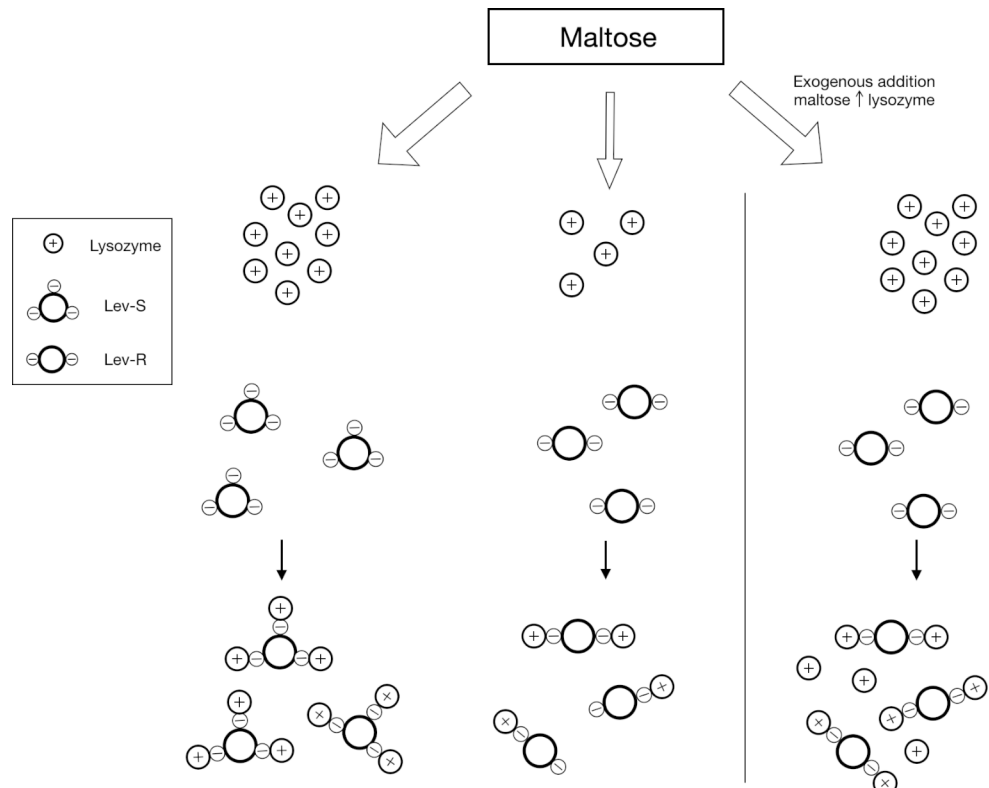 Maltose
Exogenous addition
maltose ↑ lysozyme
Lysozyme
Lev-S
Lev-R